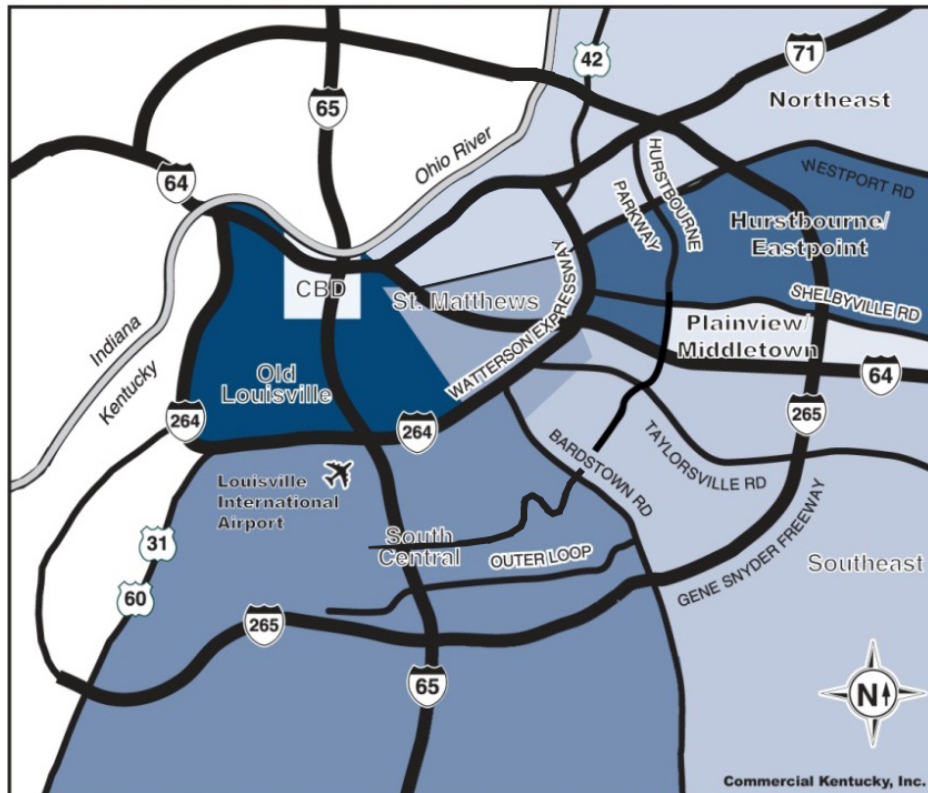 42
71
65
Northeast
Ohio River
HURSTBOURNE
PARKWAY
WESTPORT RD
64
Hurstbourne/
Eastpoint
WATTERSON EXPRESSWAY
CBD
St. Matthews
SHELBYVILLE RD
Indiana
Kentucky
Plainview/
Middletown
Old
Louisville
64
264
264
265
BARDSTOWN RD
TAYLORSVILLE RD
Louisville
International
Airport
31
South
Central
OUTER LOOP
GENE SNYDER FREEWAY
Southeast
60
265
65
N
Commercial Kentucky, Inc.